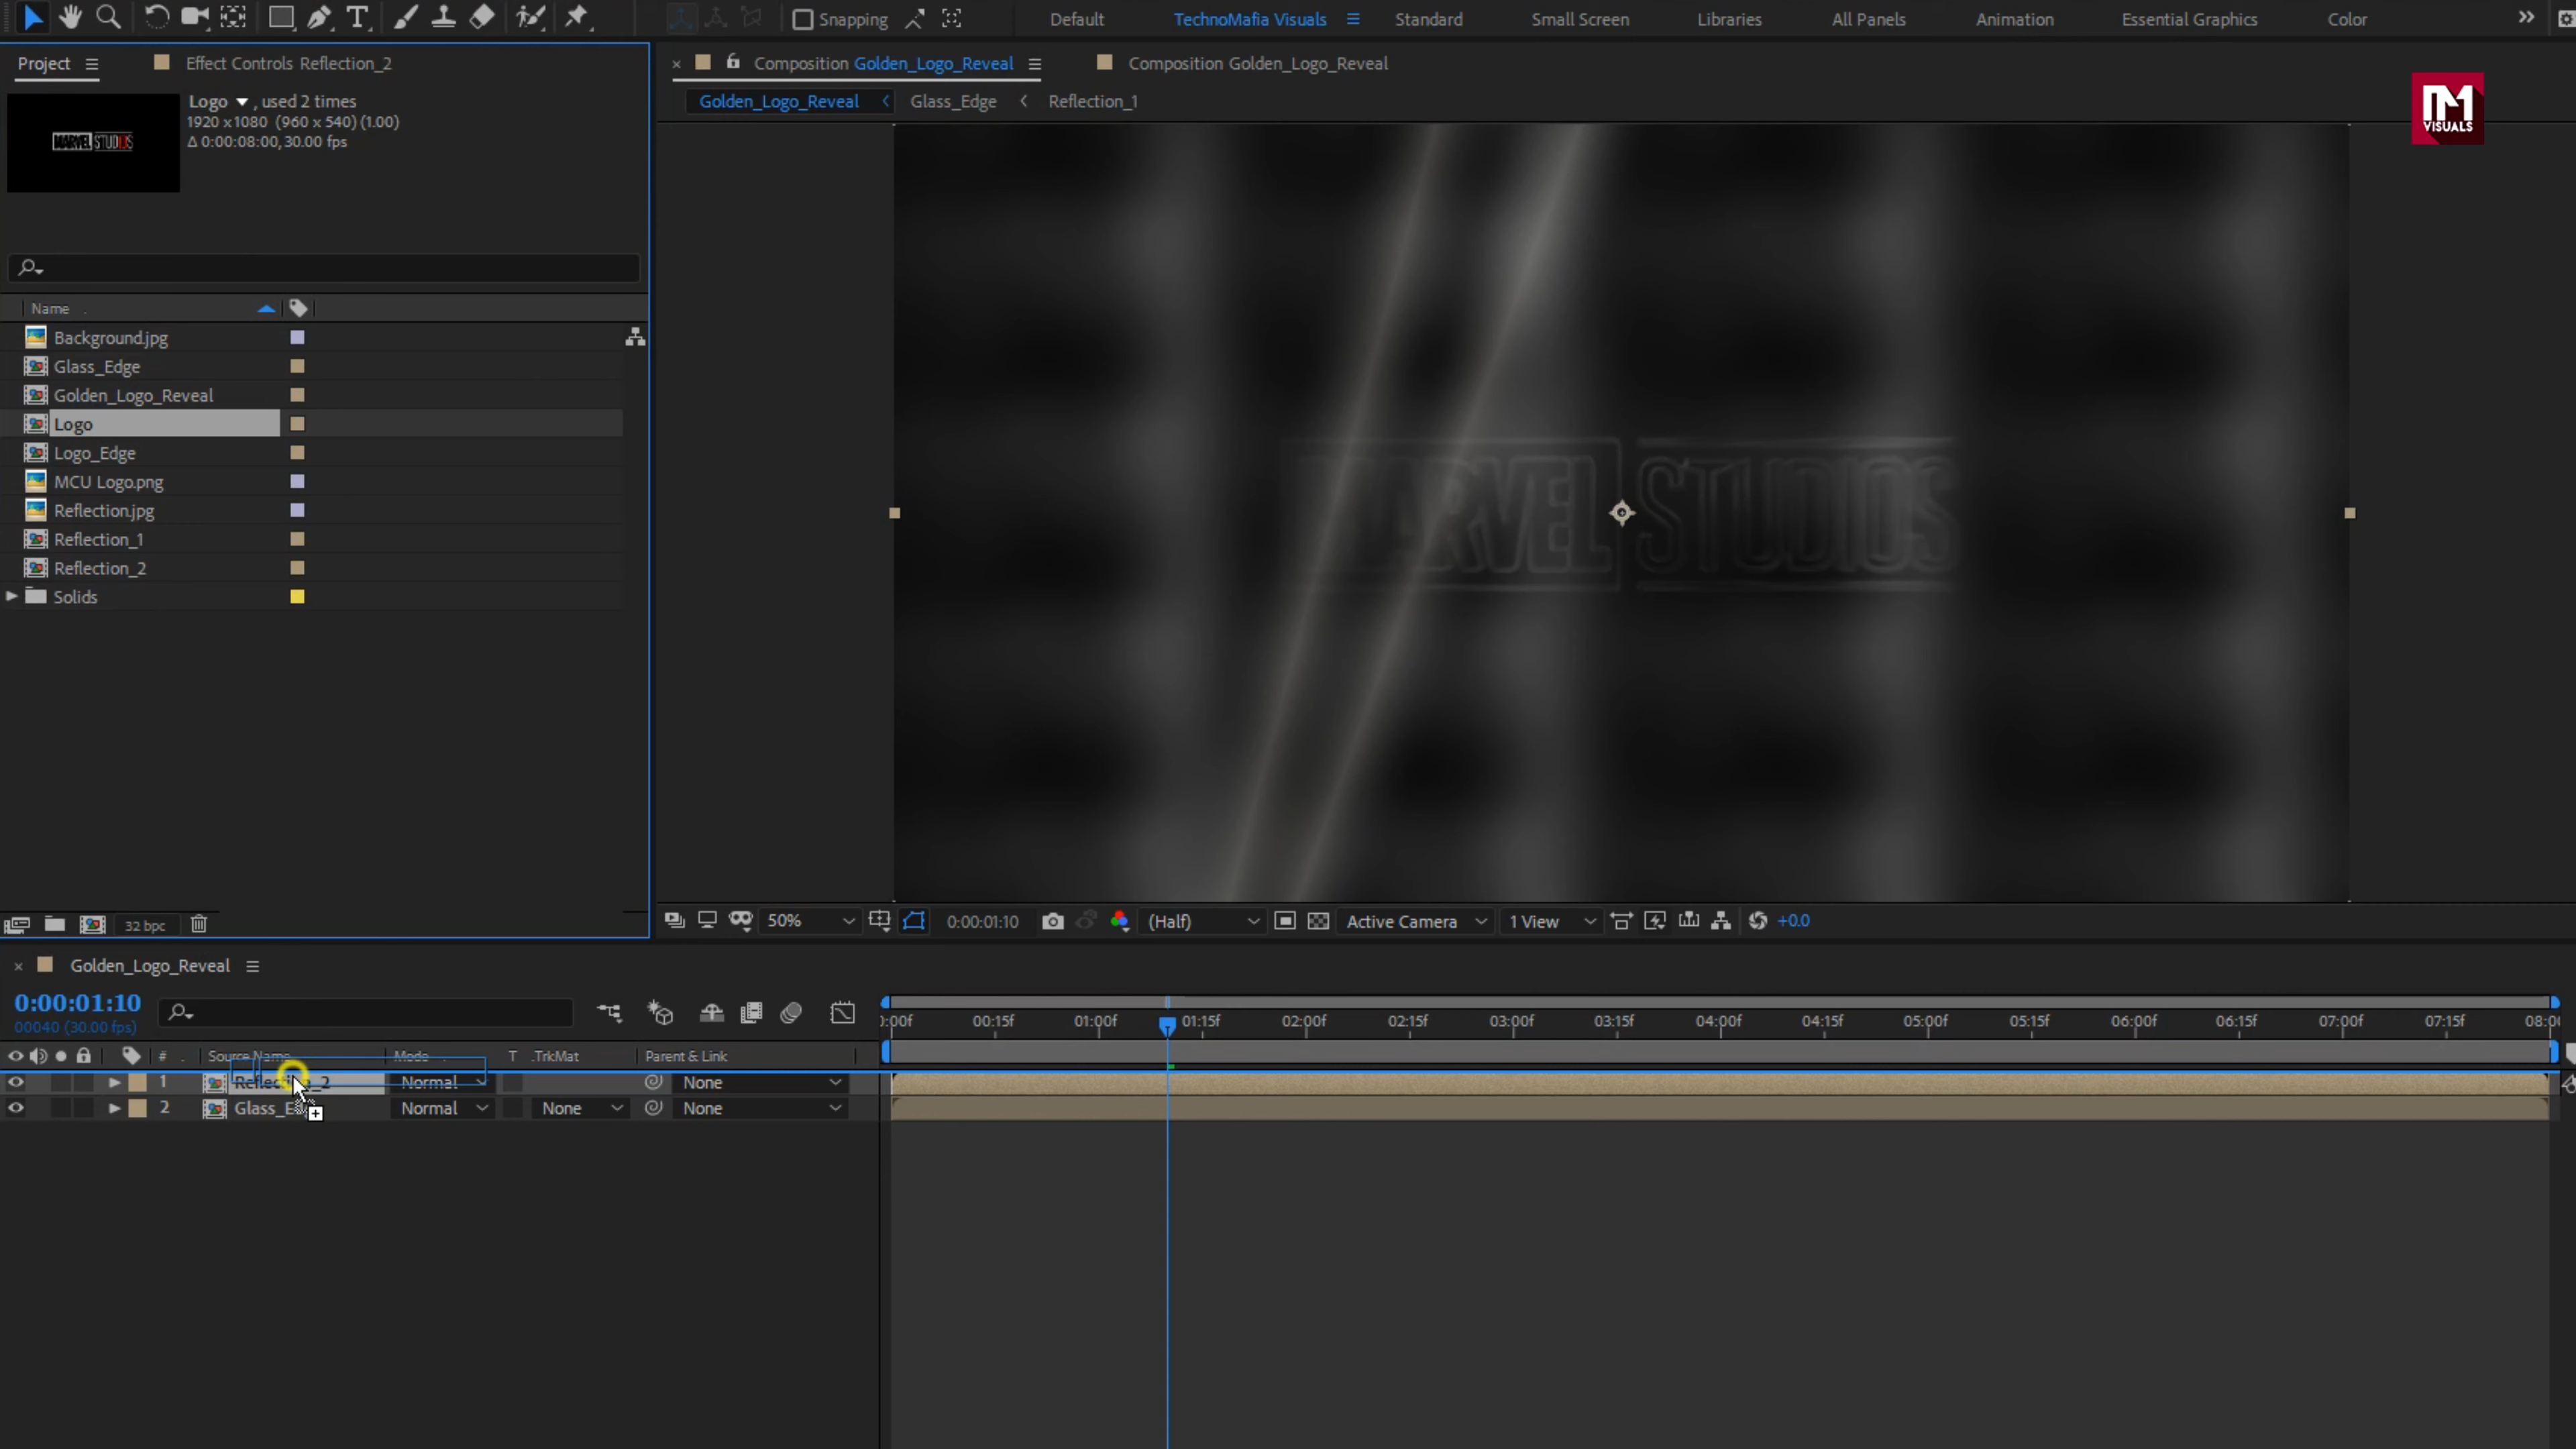 Snapping
Default
TechnoMafia Visuals
Standard
Small Screen
Libraries
All Panels
Animation
Essential Graphics
Color
Project
Effect Controls Reflection_2
Composition Golden_Logo_Reveal
Composition Golden_Logo_Reveal
Logo , used 2 times
1920 x1080 (960 x 540) (1.00)
Δ 0:00:08:00, 30.00 fps
MARVEL STUDIOS
Golden_Logo_Reveal
Glass_Edge
Reflection_1
VISUALS
Name
Background.jpg
Glass_Edge
Golden_Logo_Reveal
Logo
Logo_Edge
MCU Logo.png
Reflection.jpg
Reflection_1
Reflection_2
Solids
MARVEL STUDIOS
32 bpc
50%
0:00:01:10
(Half)
Active Camera
1 View
+0.0
Golden_Logo_Reveal
0:00:01:10
00040 (30.00 fps)
:00f 00:15f 01:00f 01:15f 02:00f 02:15f 03:00f 03:15f 04:00f 04:15f 05:00f 05:15f 06:00f 06:15f 07:00f 07:15f 08:0
# Source Name Mode T .TrkMat Parent & Link
1 Reflection_2 Normal None
2 Glass_E Normal None None